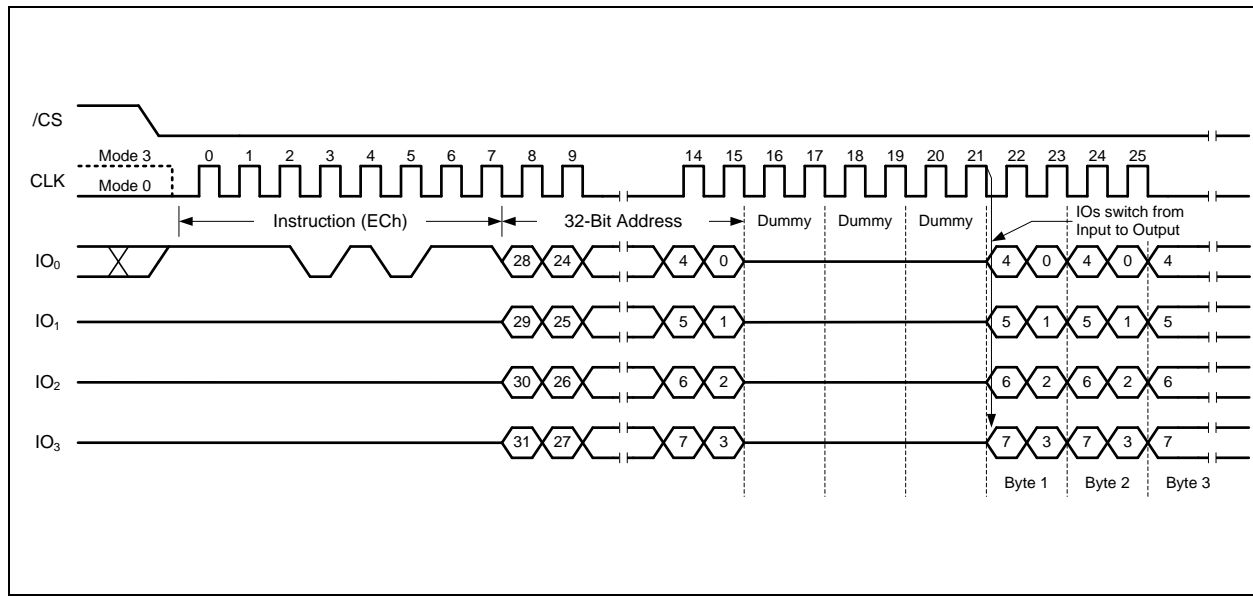 /CS
Mode 3 0 1 2 3 4 5 6 7 8 9 14 15 16 17 18 19 20 21 22 23 24 25
CLK Mode 0
Instruction (ECh) 32-Bit Address Dummy Dummy Dummy IOs switch from
Input to Output
IO₀ 28 24 4 0 4 0 4 0 4
IO₁ 29 25 5 1 5 1 5 1 5
IO₂ 30 26 6 2 6 2 6 2 6
IO₃ 31 27 7 3 7 3 7 3 7
Byte 1 Byte 2 Byte 3